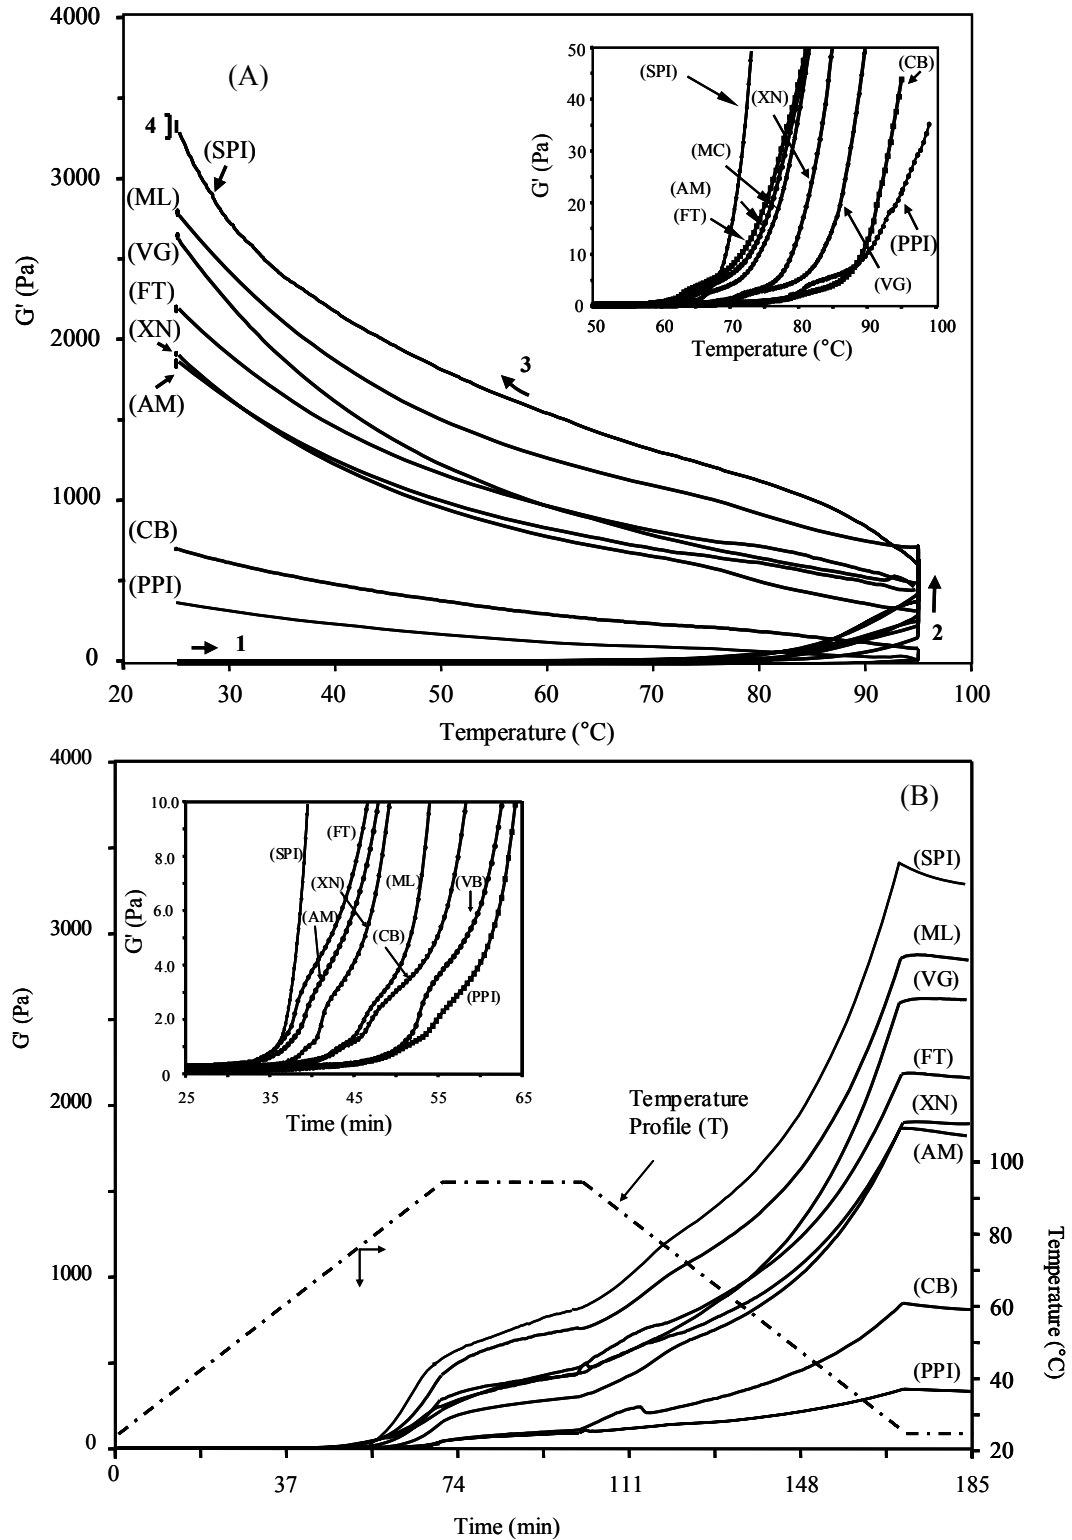 4000
3000
2000
1000
0
G' (Pa)
(A)
4
(SPI)
(ML)
(VG)
(FT)
(XN)
(AM)
(CB)
(PPI)
1
2
3
20 30 40 50 60 70 80 90 100
Temperature (°C)
50
40
30
20
10
0
G' (Pa)
(SPI)
(XN)
(CB)
(MC)
(AM)
(FT)
(PPI)
(VG)
50 60 70 80 90 100
Temperature (°C)
4000
3000
2000
1000
0
G' (Pa)
(B)
10.0
8.0
6.0
4.0
2.0
0
G' (Pa)
(SPI)
(FT)
(XN)
(ML)
(VB)
(AM)
(CB)
(PPI)
25 35 45 55 65
Time (min)
Temperature
Profile (T)
(SPI)
(ML)
(VG)
(FT)
(XN)
(AM)
(CB)
(PPI)
100
80
60
40
20
Temperature (°C)
0 37 74 111 148 185
Time (min)